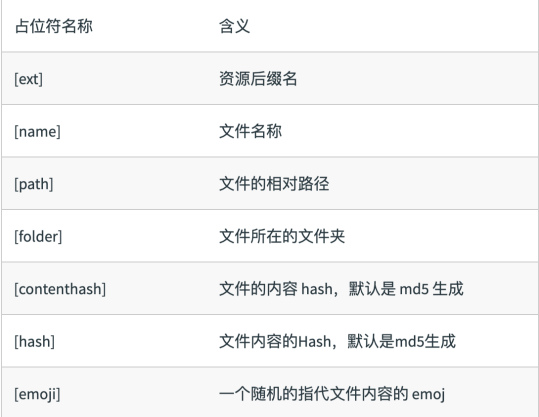 占位符名称 含义
[ext] 资源后缀名
[name] 文件名称
[path] 文件的相对路径
[folder] 文件所在的文件夹
[contenthash] 文件的内容 hash，默认是 md5 生成
[hash] 文件内容的Hash，默认是md5生成
[emoji] 一个随机的指代文件内容的 emoj